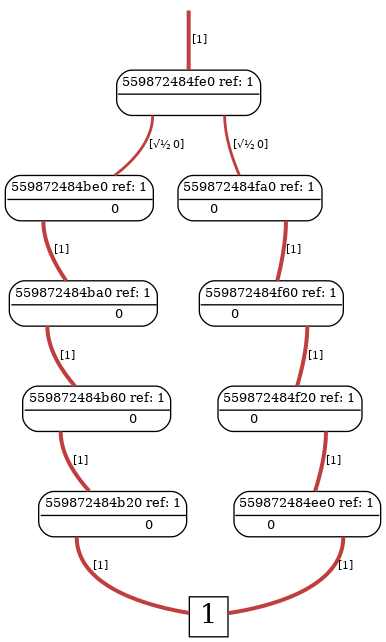 [1]
559872484fe0 ref: 1
[√½ 0]
[√½ 0]
559872484be0 ref: 1
559872484fa0 ref: 1
0
0
[1]
[1]
559872484ba0 ref: 1
559872484f60 ref: 1
0
0
[1]
[1]
559872484b60 ref: 1
559872484f20 ref: 1
0
0
[1]
[1]
559872484b20 ref: 1
559872484ee0 ref: 1
0
0
[1]
[1]
1